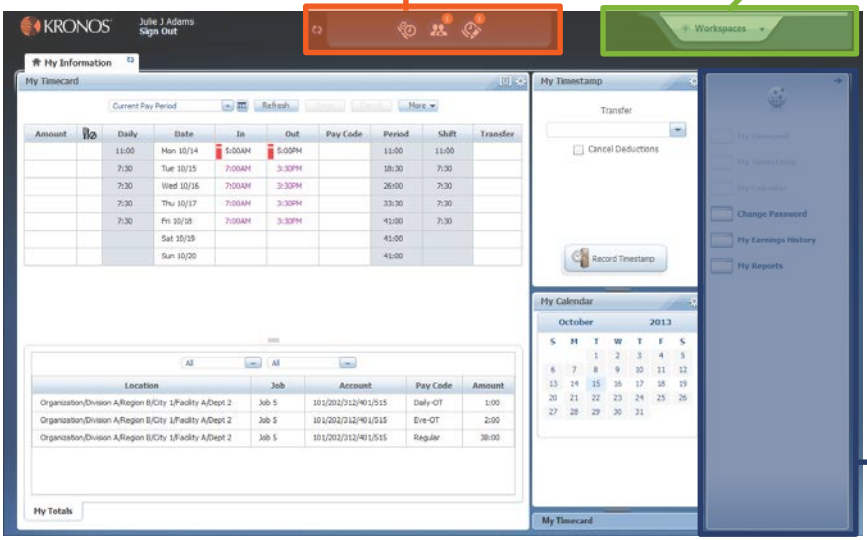 KRONOS
Julie J Adams
Sign Out
1
1
Workspaces
My Information
My Timecard
Current Pay Period Refresh More
Amount Daily Date In Out Pay Code Period Shift Transfer
11:00 Mon 10/14 5:00AM 5:00PM 11:00 11:00
7:30 Tue 10/15 7:00AM 3:30PM 18:30 7:30
7:30 Wed 10/16 7:00AM 3:30PM 26:00 7:30
7:30 Thu 10/17 7:00AM 3:30PM 33:30 7:30
7:30 Fri 10/18 7:00AM 3:30PM 41:00 7:30
Sat 10/19 41:00
Sun 10/20 41:00
All All
Location Job Account Pay Code Amount
Organization/Division A/Region B/City 1/Facility A/Dept 2 Job 5 101/202/312/401/515 Daily-OT 1:00
Organization/Division A/Region B/City 1/Facility A/Dept 2 Job 5 101/202/312/401/515 Eve-OT 2:00
Organization/Division A/Region B/City 1/Facility A/Dept 2 Job 5 101/202/312/401/515 Regular 38:00
My Totals
My Timestamp
Transfer
Cancel Deductions
Record Timestamp
My Calendar
October 2013
S M T W T F S
1 2 3 4 5
6 7 8 9 10 11 12
13 14 15 16 17 18 19
20 21 22 23 24 25 26
27 28 29 30 31
My Timecard
My Timecard
My Timestamp
My Calendar
Change Password
My Earnings History
My Reports